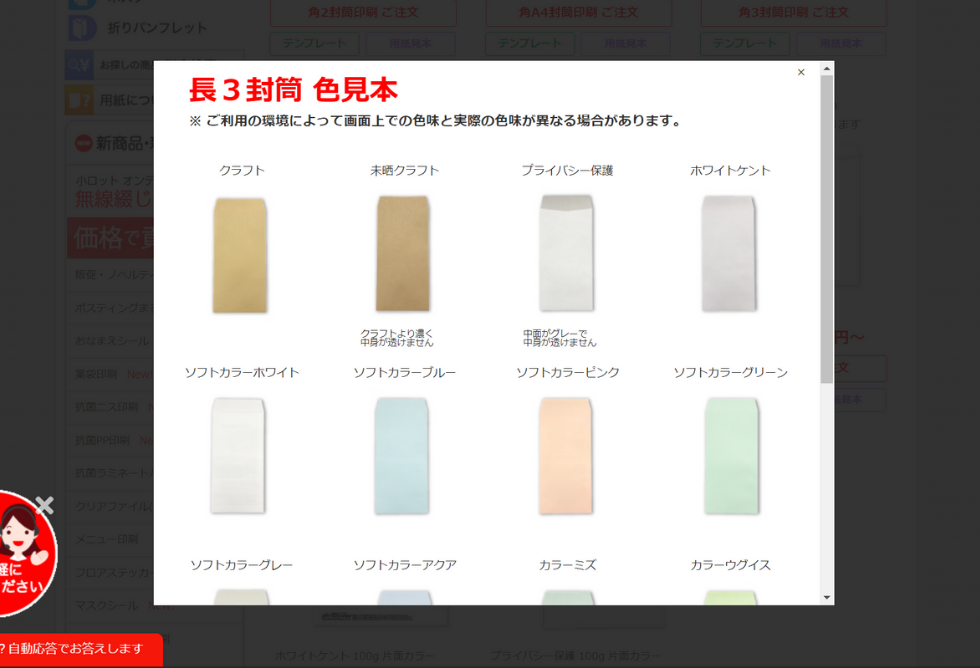 角2封筒印刷 ご注文
角A4封筒印刷 ご注文
角3封筒印刷 ご注文
折りパンフレット
テンプレート
用紙見本
テンプレート
用紙見本
テンプレート
用紙見本
長３封筒 色見本
×
※ ご利用の環境によって画面上での色味と実際の色味が異なる場合があります。
用紙につい
新商品・
クラフト
未晒クラフト
プライバシー保護
ホワイトケント
小ロット オンデ
無線綴じ
価格で貢
販促・ノベルティ
ポスティングま
おなまえシール
薬袋印刷 New!
抗菌ニス印刷
抗菌PP印刷
抗菌ラミネート
クリアファイル
メニュー印刷
フロアステッカー
マスクシール
クラフトより濃く
中身が透けません
中面がグレーで
中身が透けません
円～
文
ソフトカラーホワイト
ソフトカラーブルー
ソフトカラーピンク
ソフトカラーグリーン
ソフトカラーグレー
ソフトカラーアクア
カラーミズ
カラーウグイス
軽に
ださい
？自動応答でお答えします
ホワイトケント 100g 片面カラー
プライバシー保護 100g 片面カラー